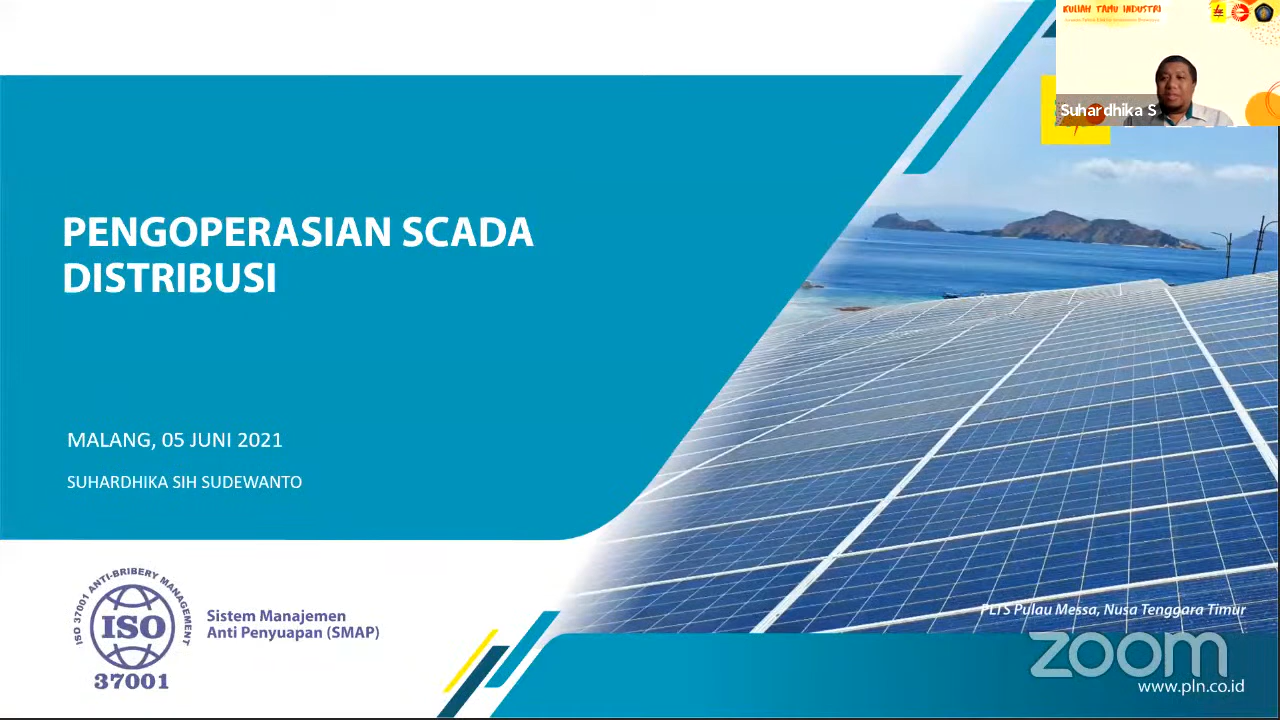 KULIAH TAMU INDUSTRI
Suhardhika S
PENGOPERASIAN SCADA
DISTRIBUSI
MALANG, 05 JUNI 2021
SUHARDHIKA SIH SUDEWANTO
ISO 37001 ANTI-BRIBERY MANAGEMENT
ISO
37001
Sistem Manajemen
Anti Penyuapan (SMAP)
PLTS Pulau Messa, Nusa Tenggara Timur
zoom
www.pln.co.id